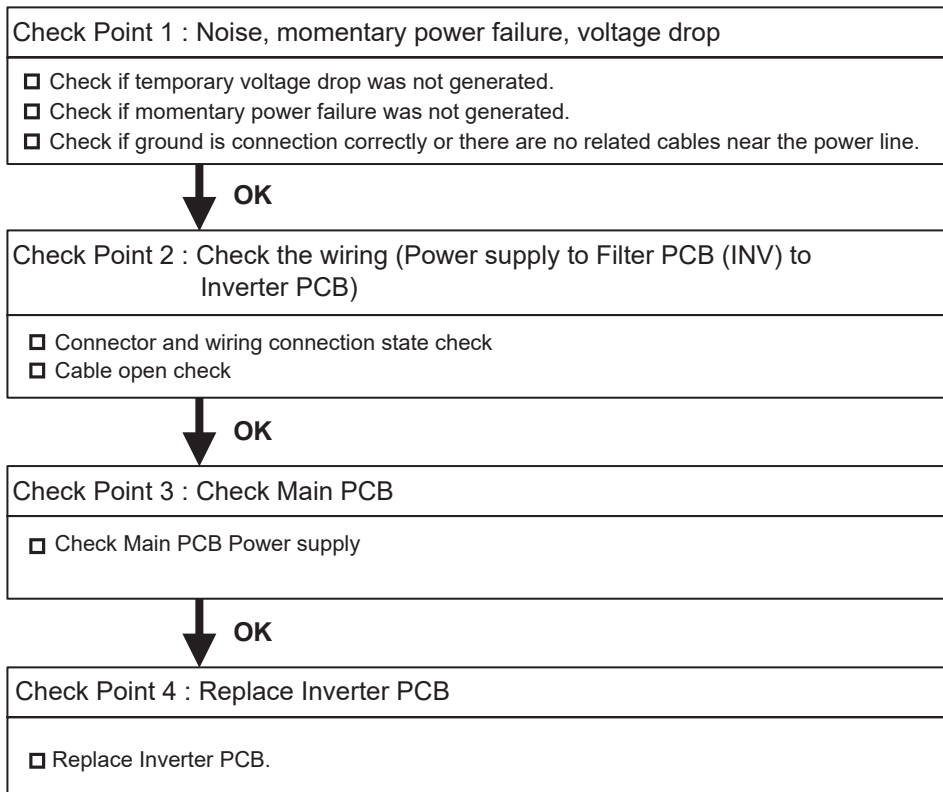 Check Point 1 : Noise, momentary power failure, voltage drop
Check if temporary voltage drop was not generated.
Check if momentary power failure was not generated.
Check if ground is connection correctly or there are no related cables near the power line.
OK
Check Point 2 : Check the wiring (Power supply to Filter PCB (INV) to
Inverter PCB)
Connector and wiring connection state check
Cable open check
OK
Check Point 3 : Check Main PCB
Check Main PCB Power supply
OK
Check Point 4 : Replace Inverter PCB
Replace Inverter PCB.